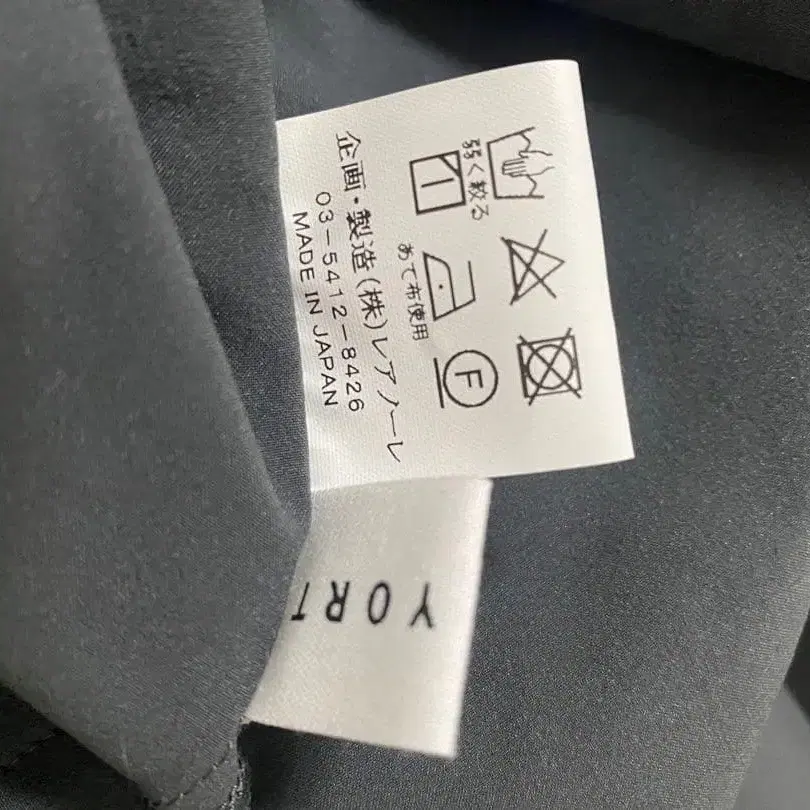 弱く絞る
あて布使用
F
企画・製造(株)レアノーレ
03-5412-8426
MADE IN JAPAN
YORT